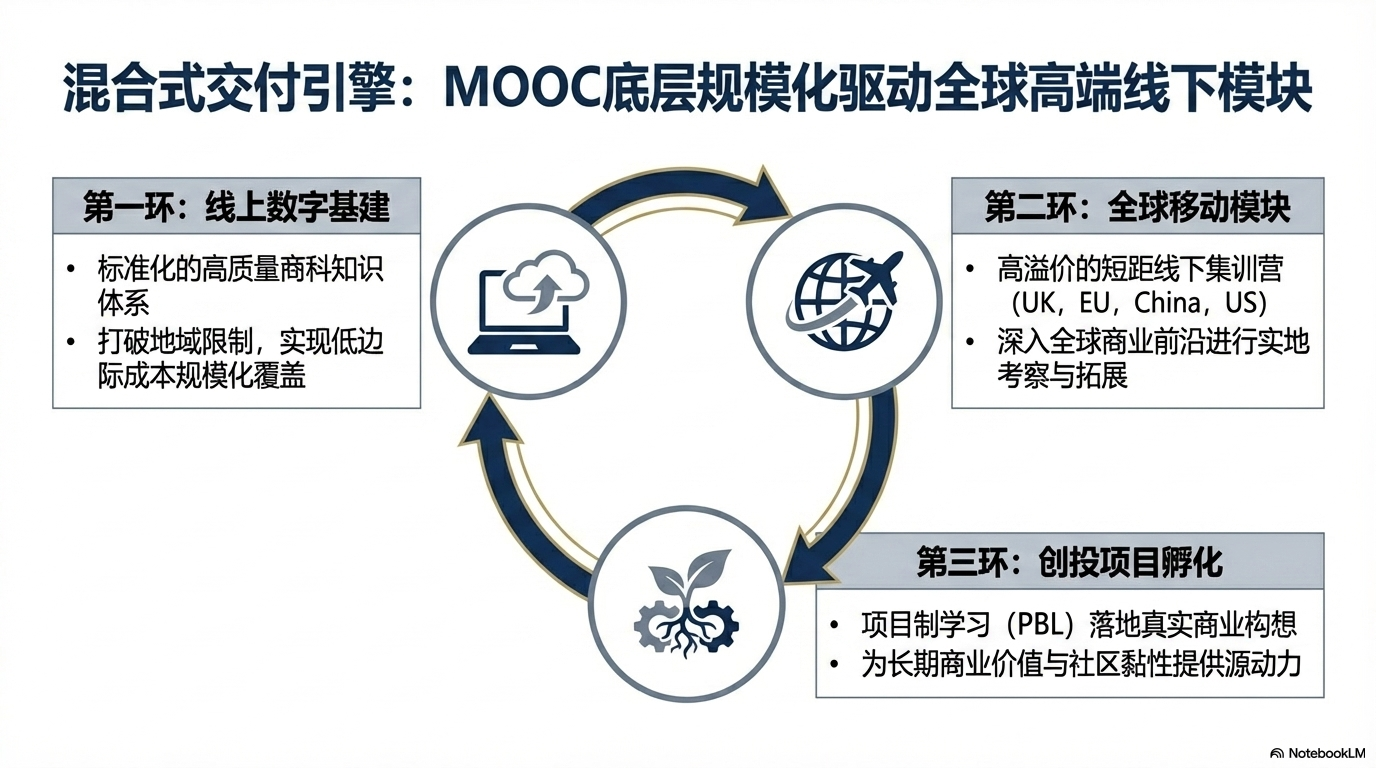 混合式交付引擎：MOOC底层规模化驱动全球高端线下模块
第一环：线上数字基建
• 标准化的高质量商科知识
体系
• 打破地域限制，实现低边
际成本规模化覆盖
第二环：全球移动模块
• 高溢价的短距线下集训营
（UK，EU，China，US）
• 深入全球商业前沿进行实地
考察与拓展
第三环：创投项目孵化
• 项目制学习（PBL）落地真实商业构想
• 为长期商业价值与社区黏性提供源动力
NotebookLM